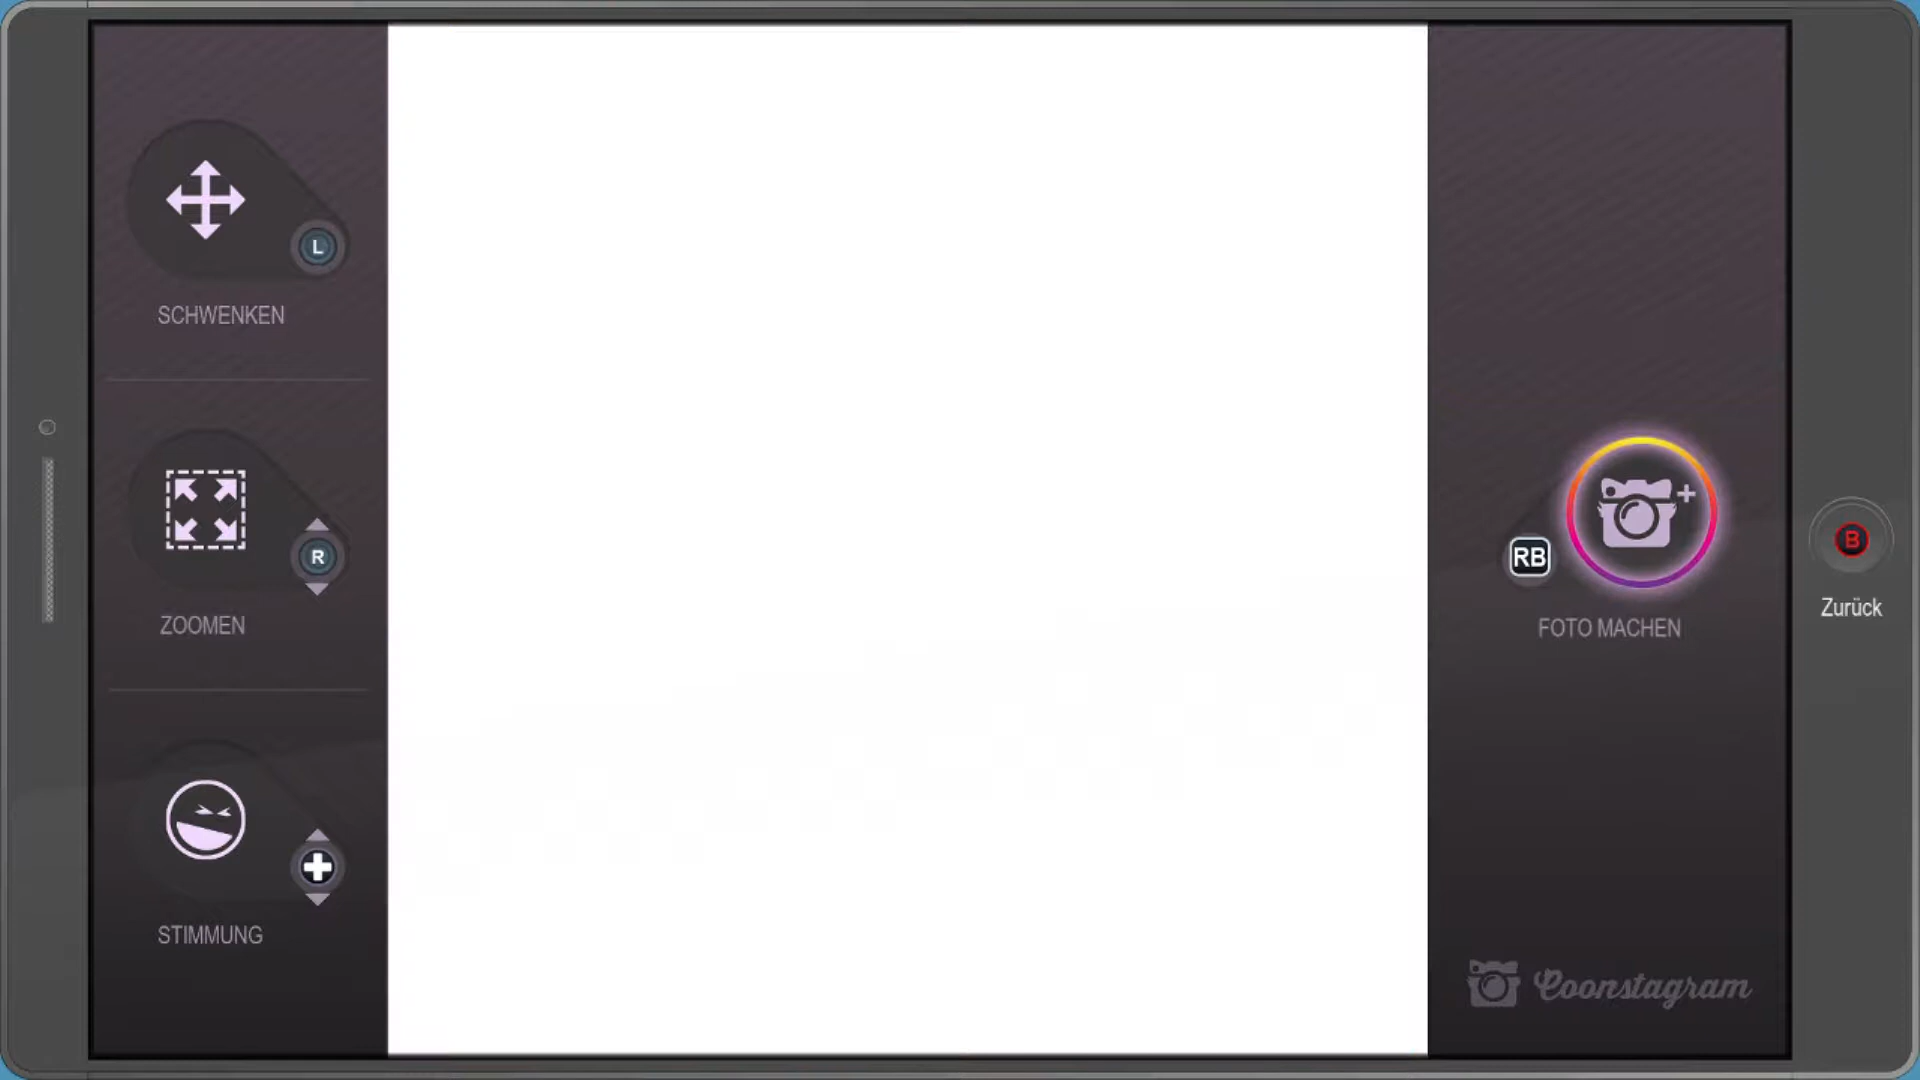 L
SCHWENKEN
R
ZOOMEN
STIMMUNG
RB
FOTO MACHEN
B
Zurück
Coonstagram